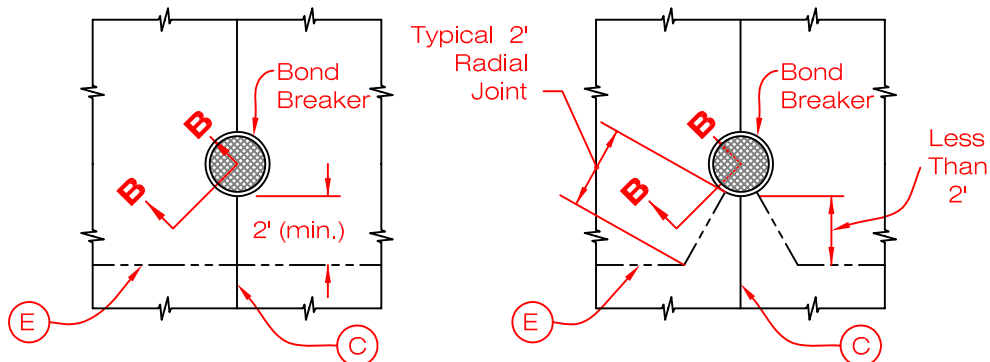 Bond
Breaker
B
B
2' (min.)
E
C
Typical 2'
Radial
Joint
Bond
Breaker
B
B
Less
Than
2'
E
C